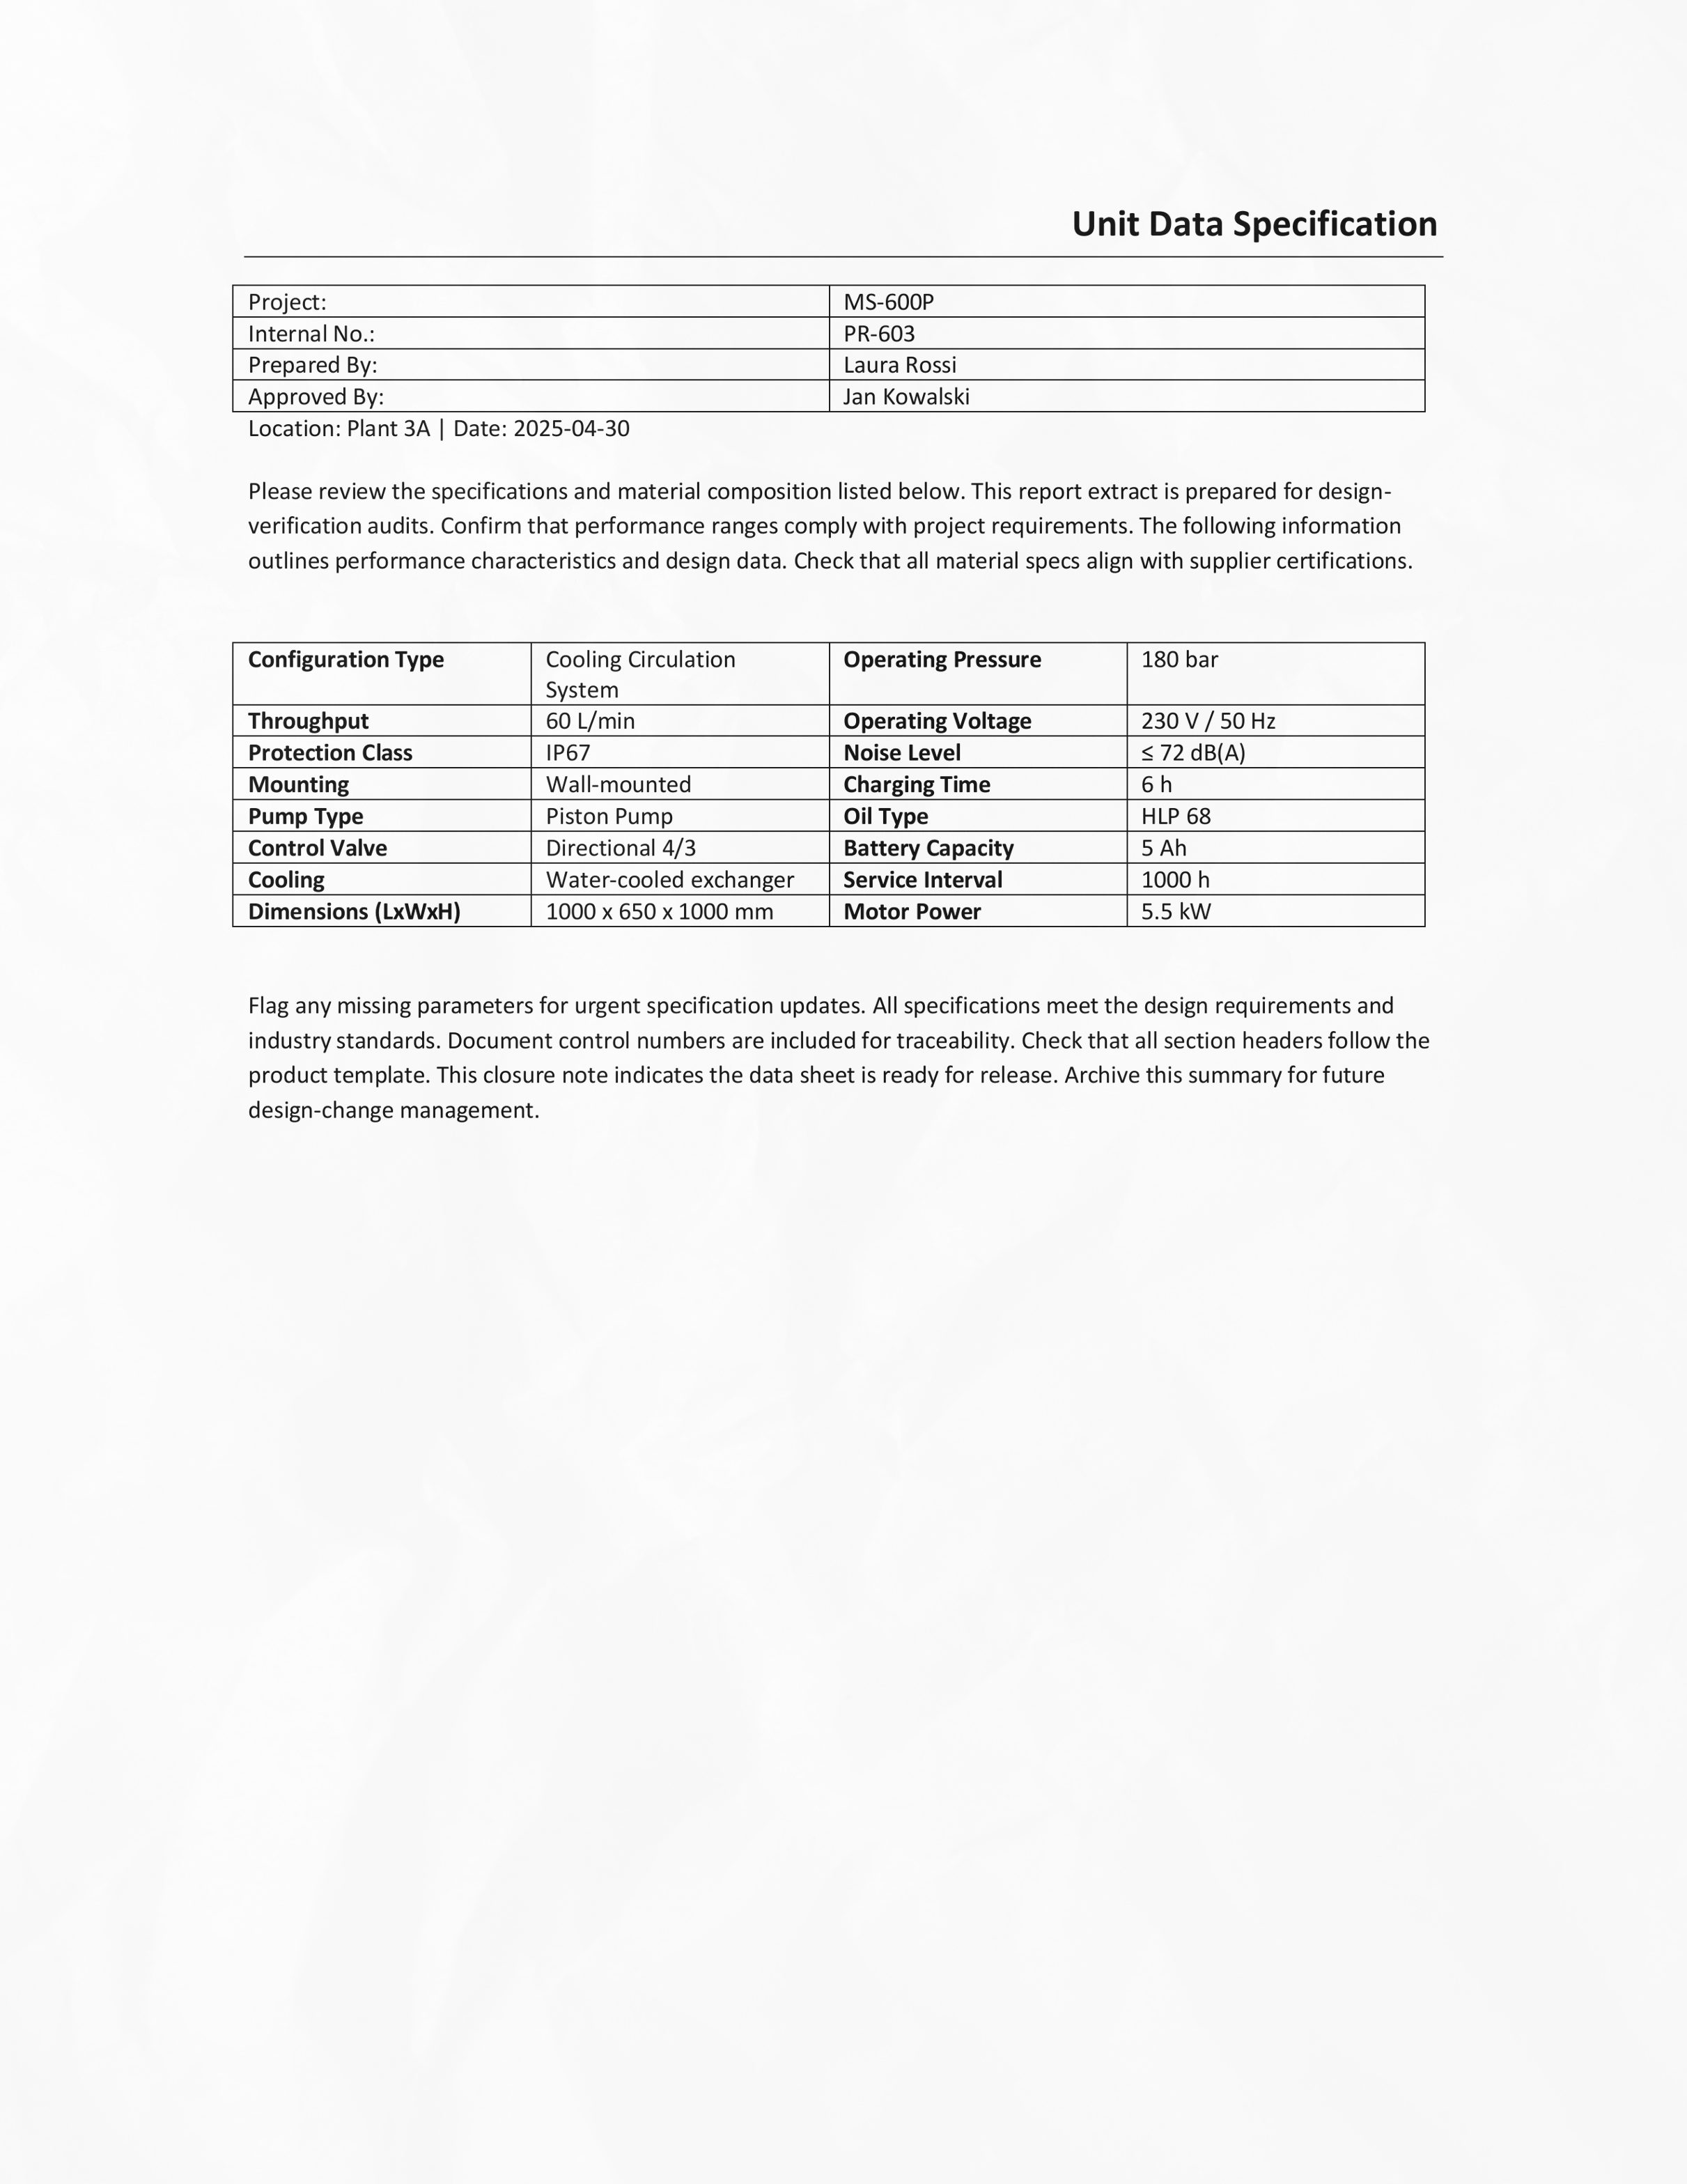 Unit Data Specification
Project: MS-600P
Internal No.: PR-603
Prepared By: Laura Rossi
Approved By: Jan Kowalski
Location: Plant 3A | Date: 2025-04-30
Please review the specifications and material composition listed below. This report extract is prepared for design-
verification audits. Confirm that performance ranges comply with project requirements. The following information
outlines performance characteristics and design data. Check that all material specs align with supplier certifications.
Configuration Type Cooling Circulation Operating Pressure 180 bar
System
Throughput 60 L/min Operating Voltage 230 V / 50 Hz
Protection Class IP67 Noise Level ≤ 72 dB(A)
Mounting Wall-mounted Charging Time 6 h
Pump Type Piston Pump Oil Type HLP 68
Control Valve Directional 4/3 Battery Capacity 5 Ah
Cooling Water-cooled exchanger Service Interval 1000 h
Dimensions (LxWxH) 1000 x 650 x 1000 mm Motor Power 5.5 kW
Flag any missing parameters for urgent specification updates. All specifications meet the design requirements and
industry standards. Document control numbers are included for traceability. Check that all section headers follow the
product template. This closure note indicates the data sheet is ready for release. Archive this summary for future
design-change management.